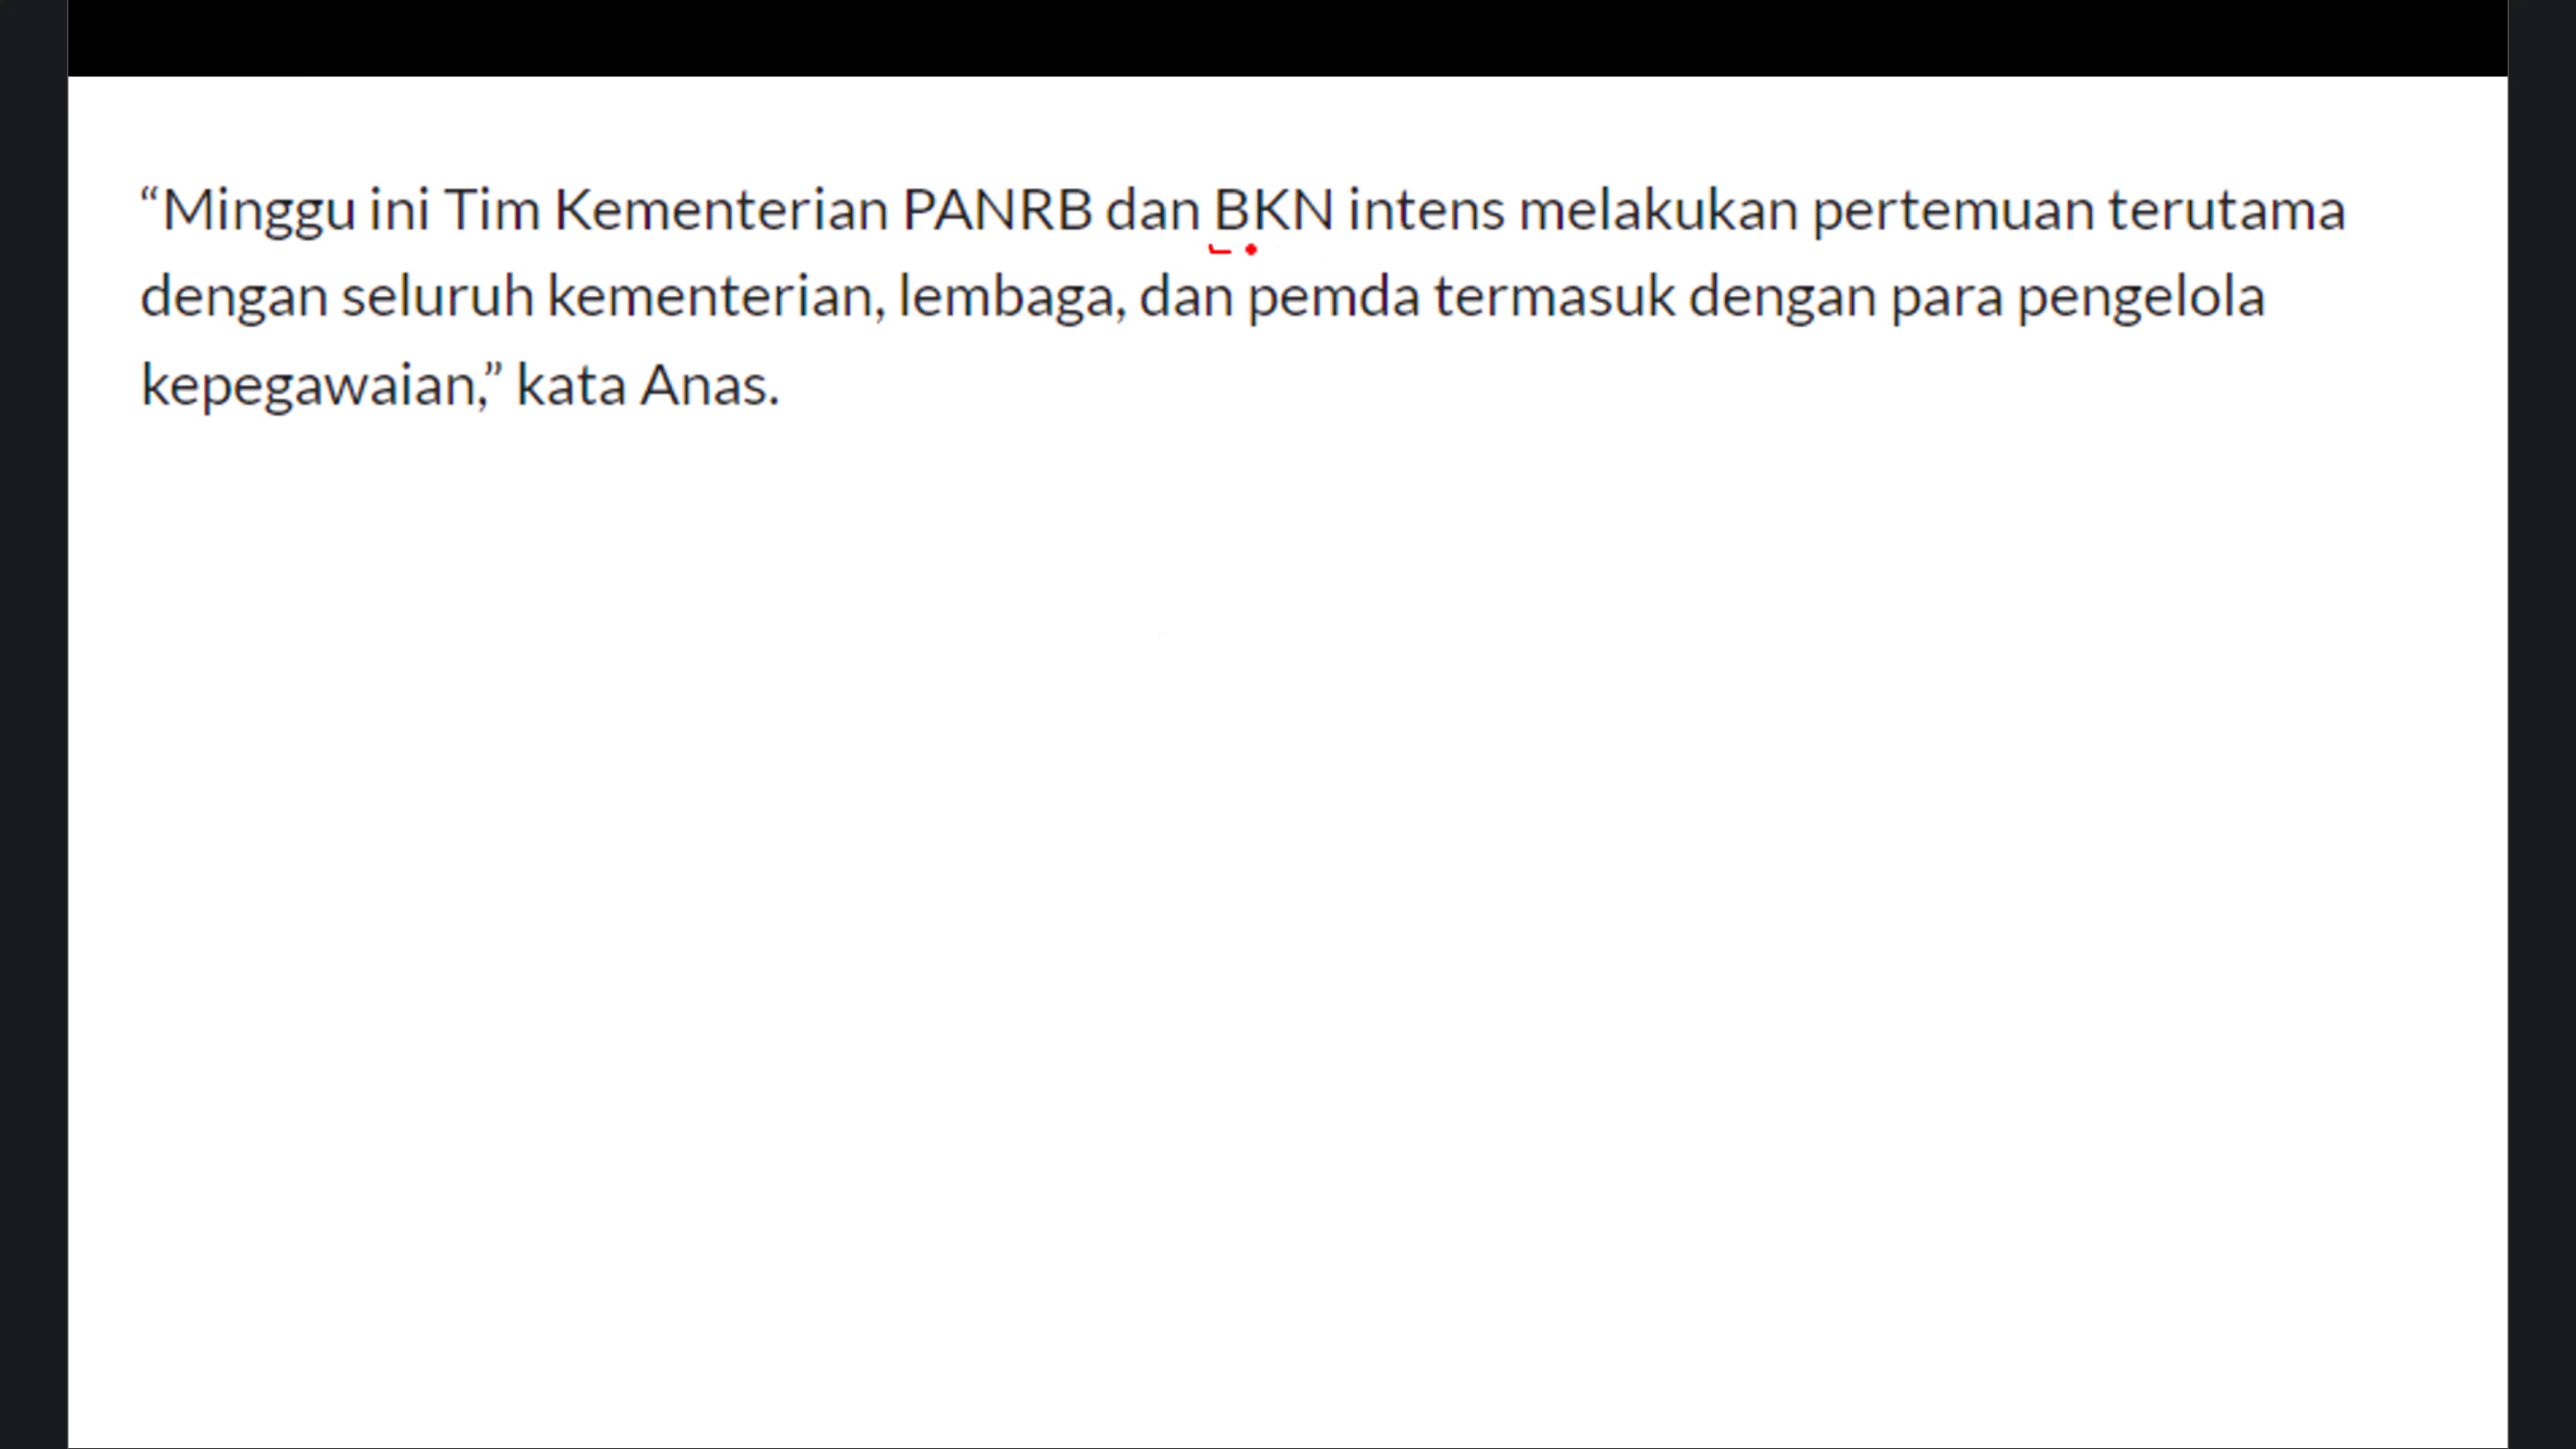 “Minggu ini Tim Kementerian PANRB dan BKN intens melakukan pertemuan terutama
dengan seluruh kementerian, lembaga, dan pemda termasuk dengan para pengelola
kepegawaian,” kata Anas.